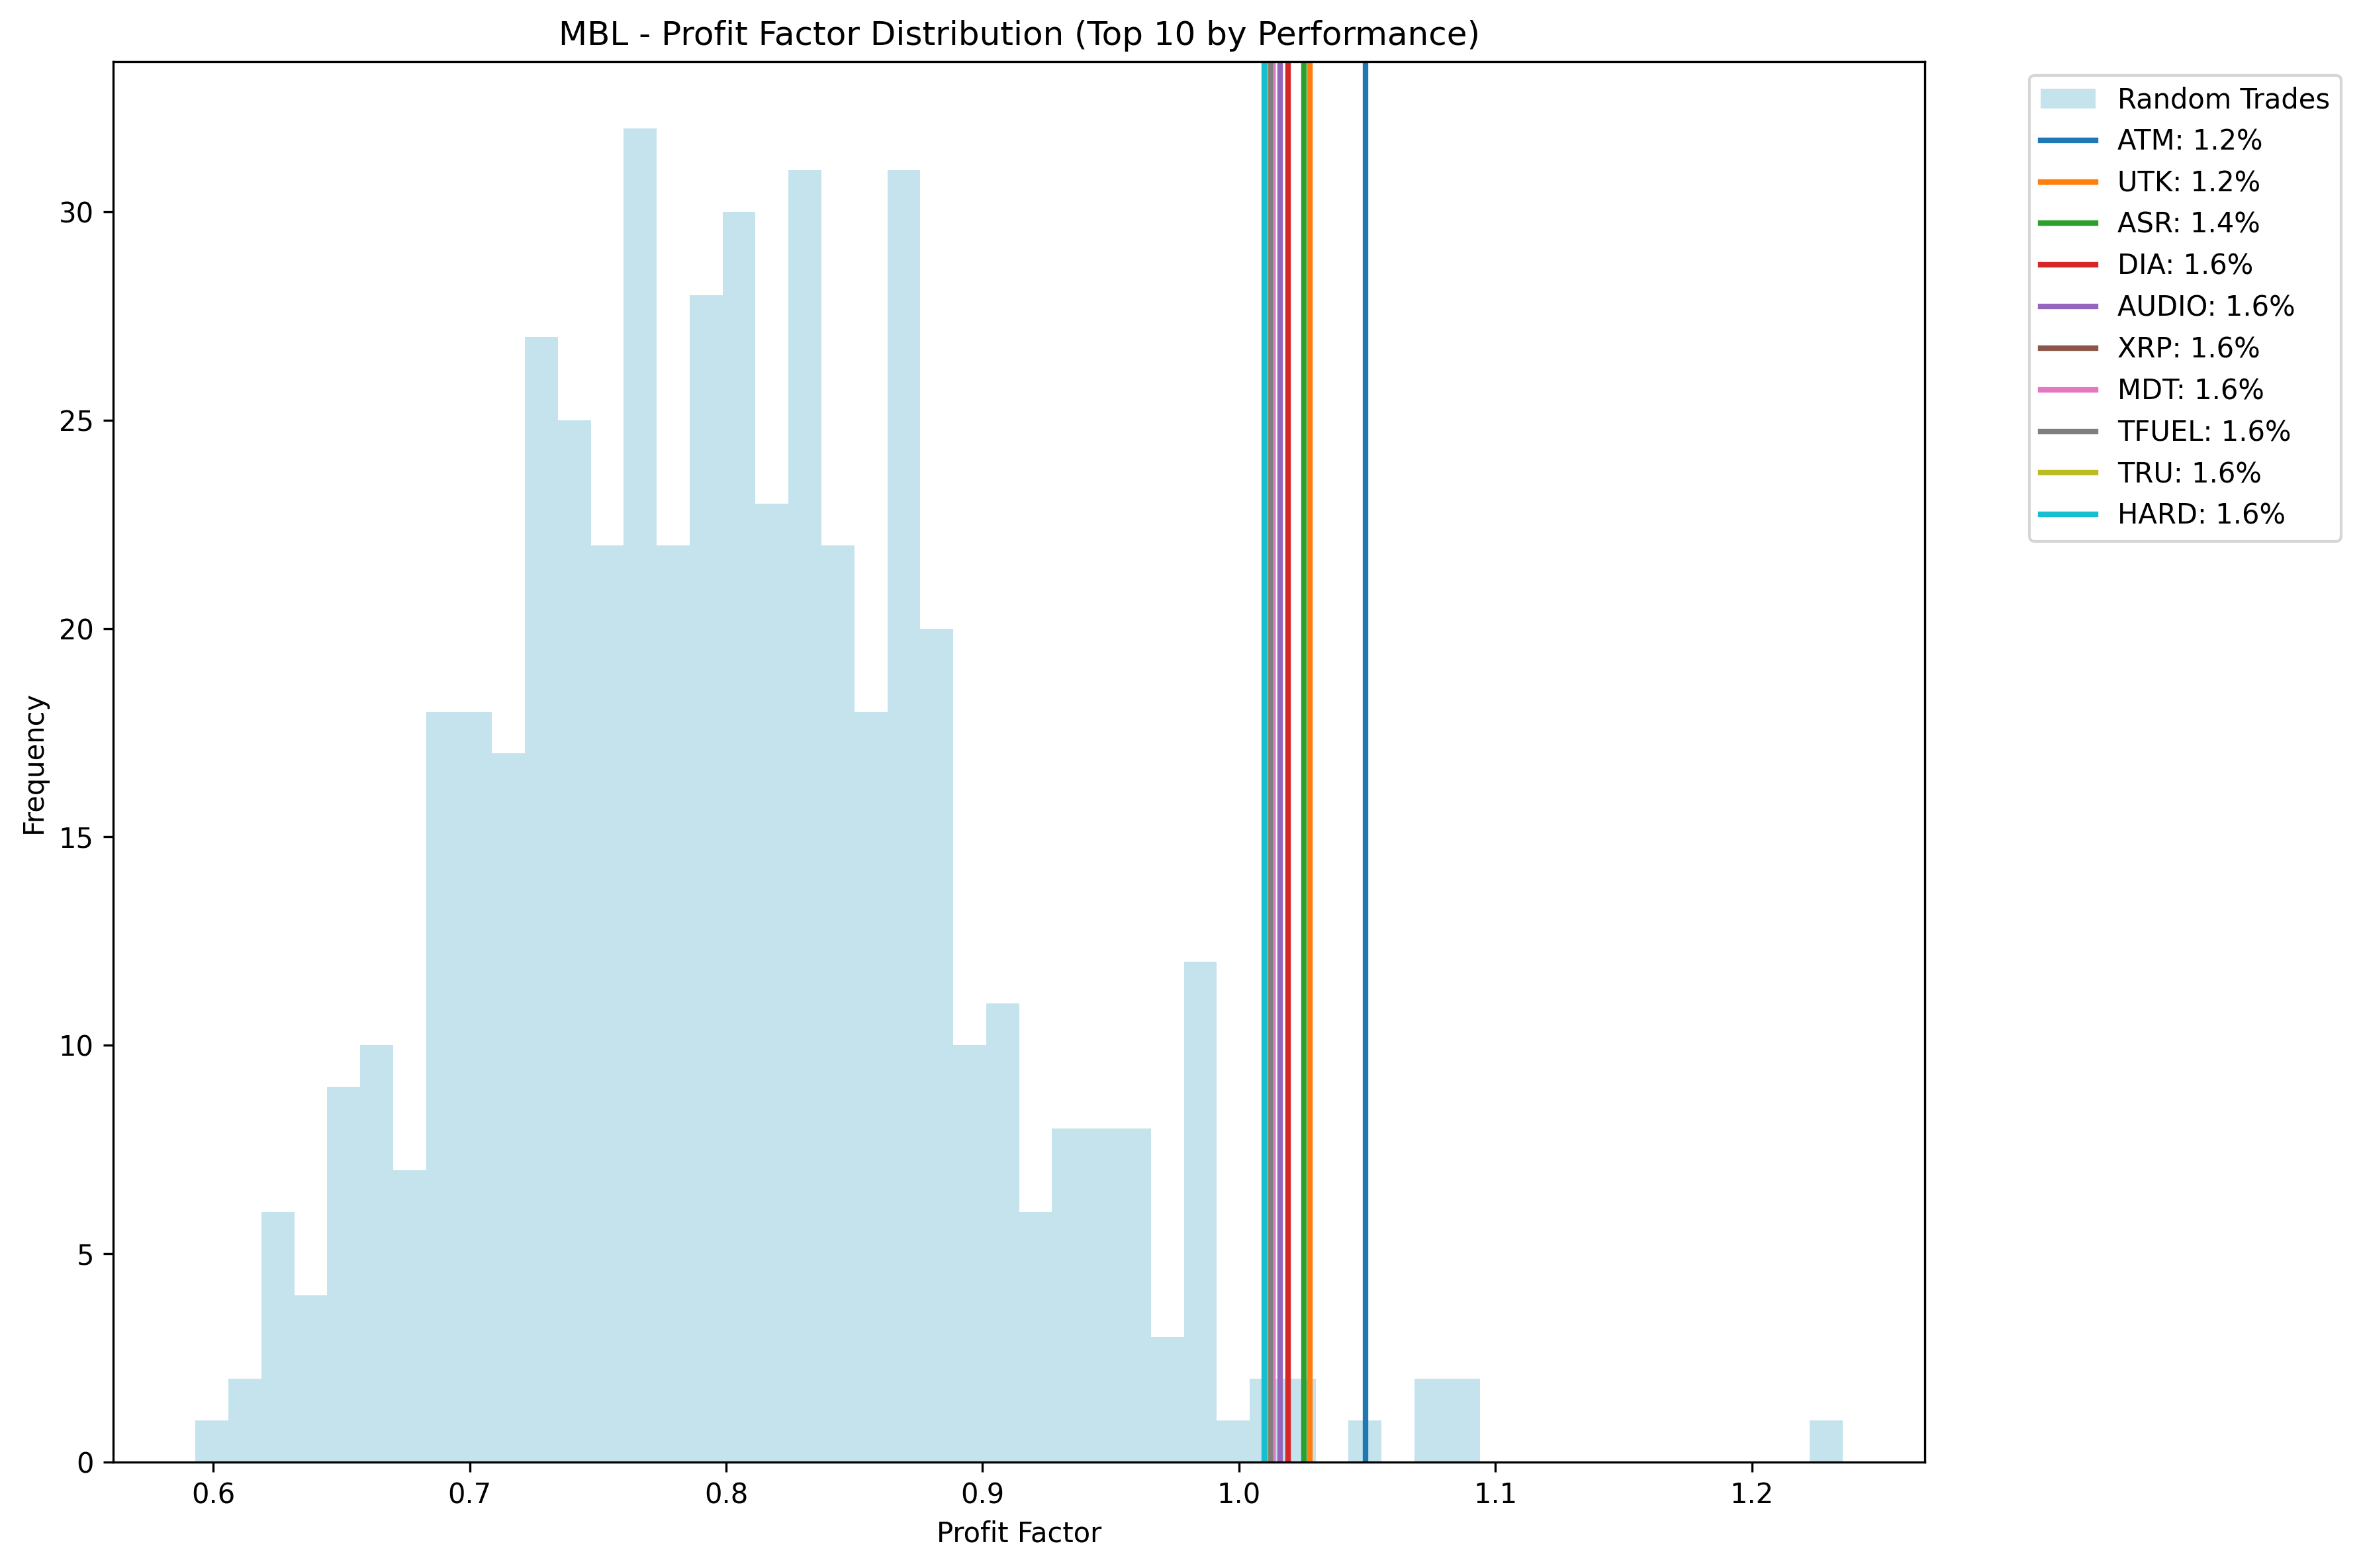 MBL - Profit Factor Distribution (Top 10 by Performance)
Random Trades
ATM: 1.2%
UTK: 1.2%
ASR: 1.4%
DIA: 1.6%
AUDIO: 1.6%
XRP: 1.6%
MDT: 1.6%
TFUEL: 1.6%
TRU: 1.6%
HARD: 1.6%
Frequency
30
25
20
15
10
5
0
0.6 0.7 0.8 0.9 1.0 1.1 1.2
Profit Factor